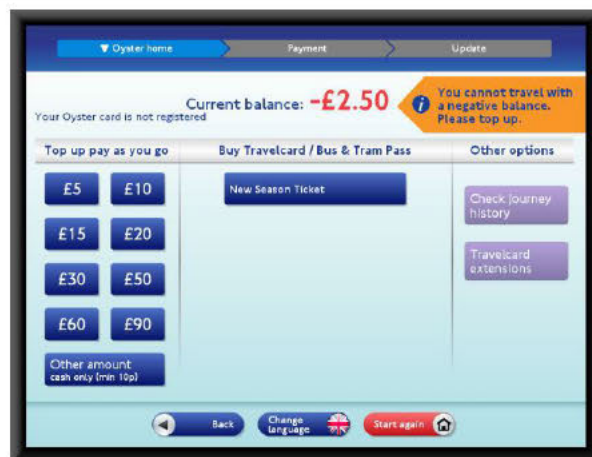 Oyster home
Payment
Update
Current balance: -£2.50
You cannot travel with
a negative balance.
Please top up.
Your Oyster card is not registered
Top up pay as you go
Buy Travelcard / Bus & Tram Pass
Other options
£5
£10
New Season Ticket
Check journey
history
£15
£20
Travelcard
extensions
£30
£50
£60
£90
Other amount
cash only (min 10p)
Back
Change
language
Start again